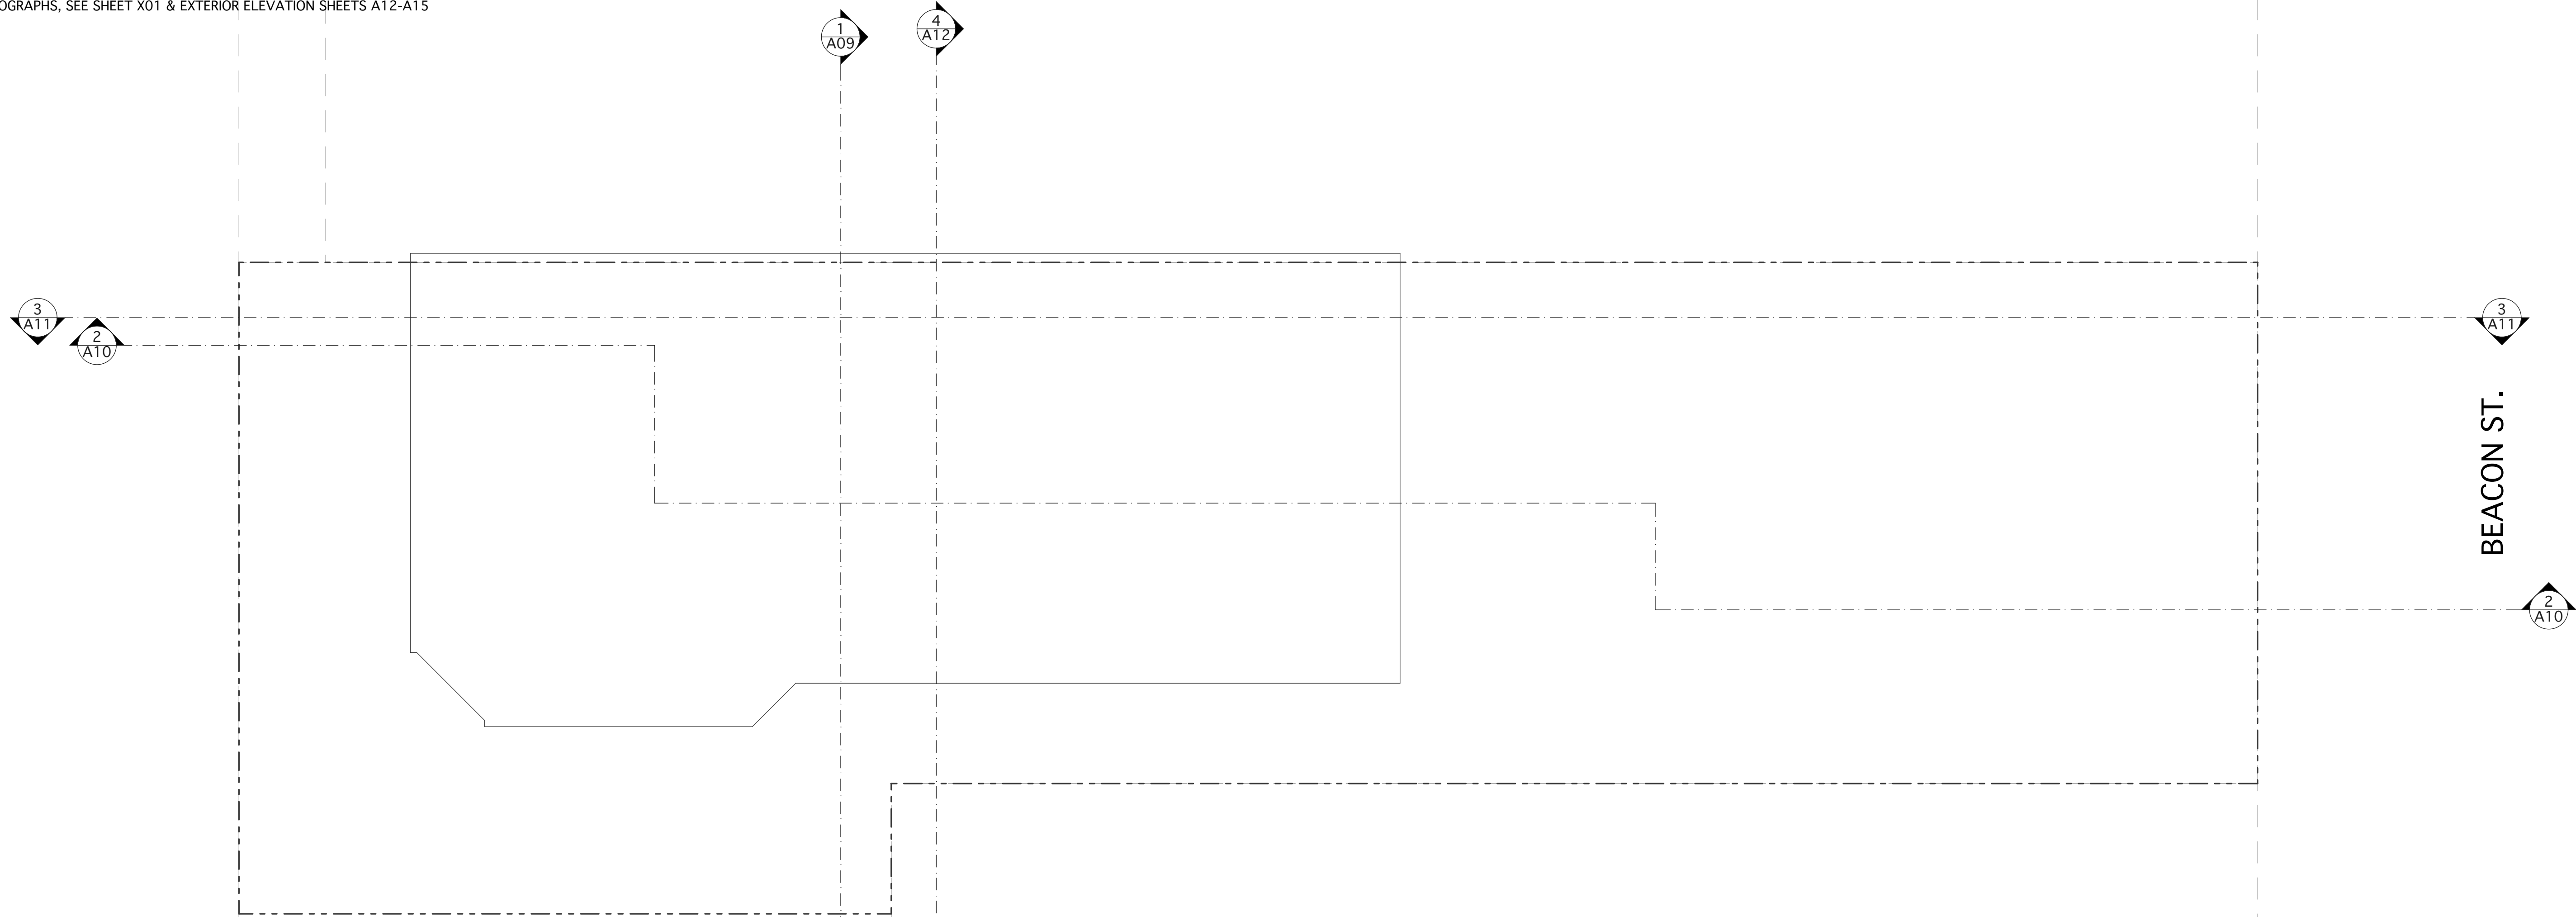 OGRAPHS, SEE SHEET X01 & EXTERIOR ELEVATION SHEETS A12-A15
1
A09
4
A12
3
A11
2
A10
3
A11
BEACON ST.
2
A10